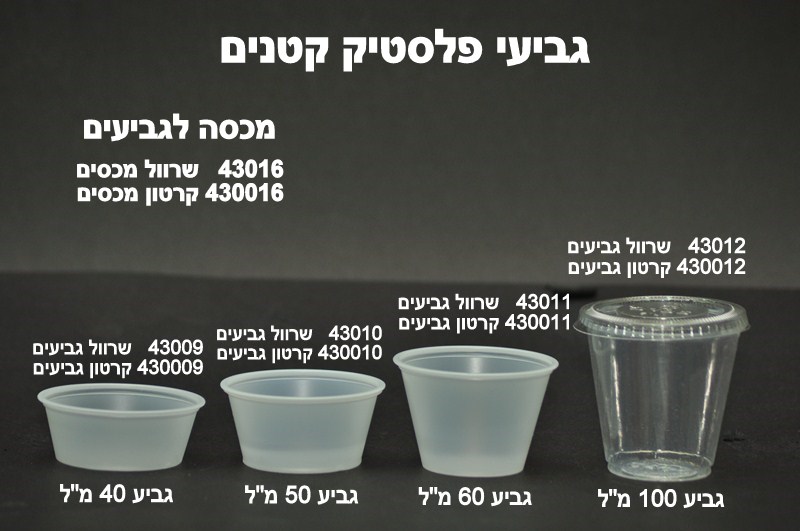 גביעי פלסטיק קטנים
מכסה לגביעים
43016 שרוול מכסים
430016 קרטון מכסים
43012 שרוול גביעים
430012 קרטון גביעים
43011 שרוול גביעים
430011 קרטון גביעים
43010 שרוול גביעים
430010 קרטון גביעים
43009 שרוול גביעים
430009 קרטון גביעים
גביע 100 מ"ל
גביע 60 מ"ל
גביע 50 מ"ל
גביע 40 מ"ל